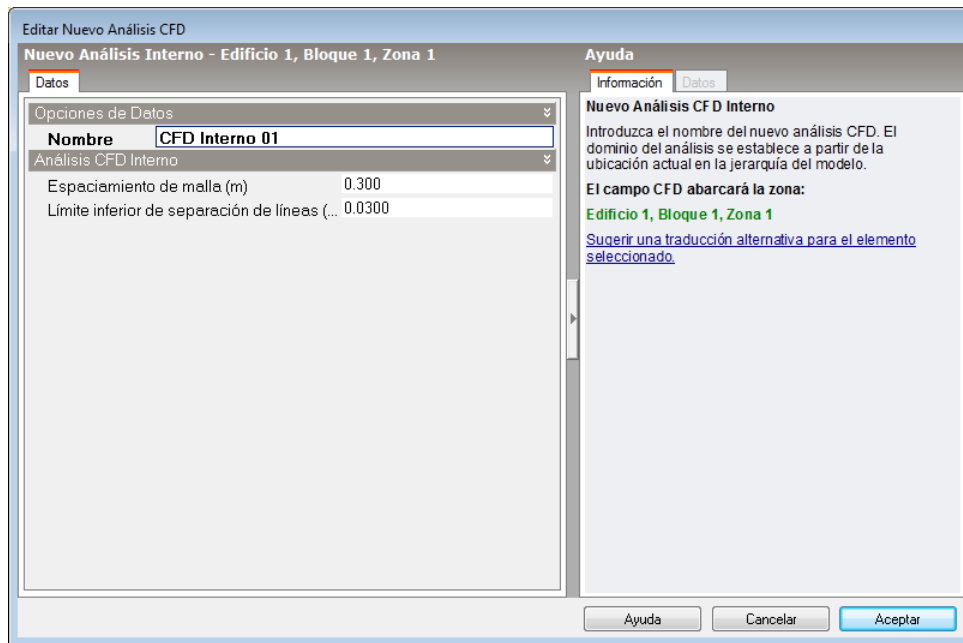 Editar Nuevo Análisis CFD
Nuevo Análisis Interno - Edificio 1, Bloque 1, Zona 1
Datos
Opciones de Datos
Nombre CFD Interno 01
Análisis CFD Interno
Espaciamiento de malla (m) 0.300
Límite inferior de separación de líneas (... 0.0300
Ayuda
Información Datos
Nuevo Análisis CFD Interno
Introduzca el nombre del nuevo análisis CFD. El
dominio del análisis se establece a partir de la
ubicación actual en la jerarquía del modelo.
El campo CFD abarcará la zona:
Edificio 1, Bloque 1, Zona 1
Sugerir una traducción alternativa para el elemento
seleccionado.
Ayuda Cancelar Aceptar